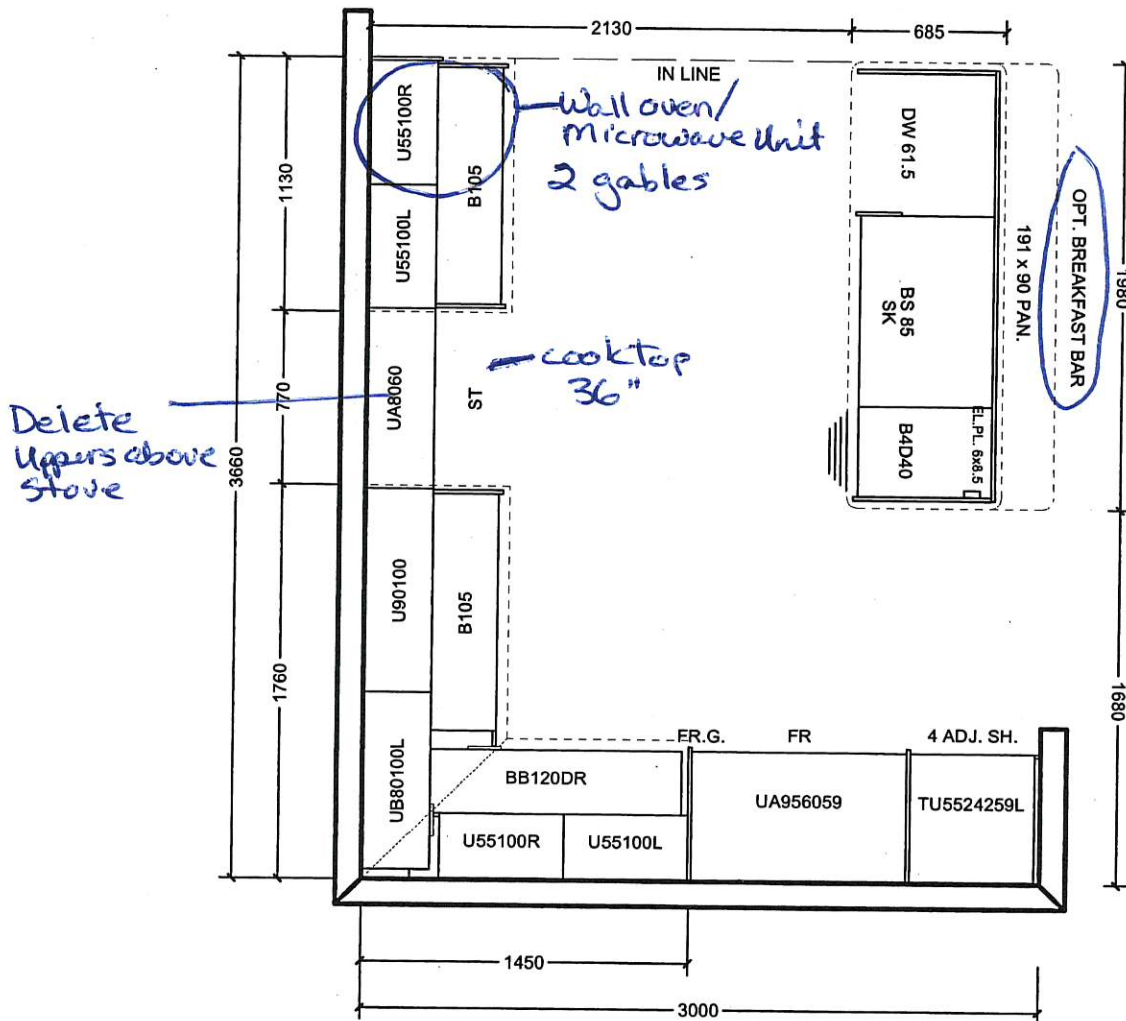 2130
685
IN LINE
Wall oven/
Microwave Unit
2 gables
U55100R
B105
U55100L
1130
DW 61.5
BS 85
SK
B4D40
EL.PL. 6x8.5
191 x 90 PAN.
OPT. BREAKFAST BAR
1980
cooktop
36"
ST
UA8060
770
3660
Delete
Uppers above
Stove
U90100
B105
1760
UB80100L
1680
FR.G.
FR
4 ADJ. SH.
BB120DR
UA956059
TU5524259L
U55100R
U55100L
1450
3000